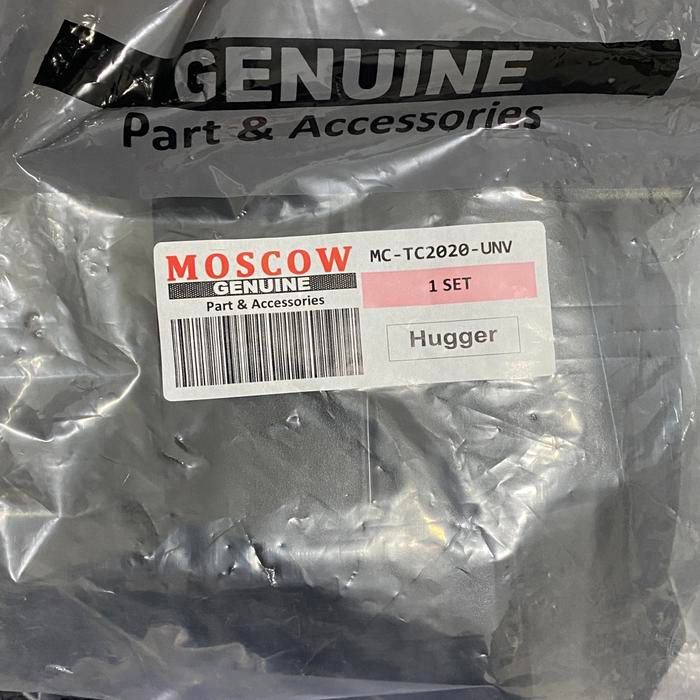 GENUINE
Part & Accessories
MOSCOW
GENUINE
Part & Accessories
MC-TC2020-UNV
1 SET
Hugger